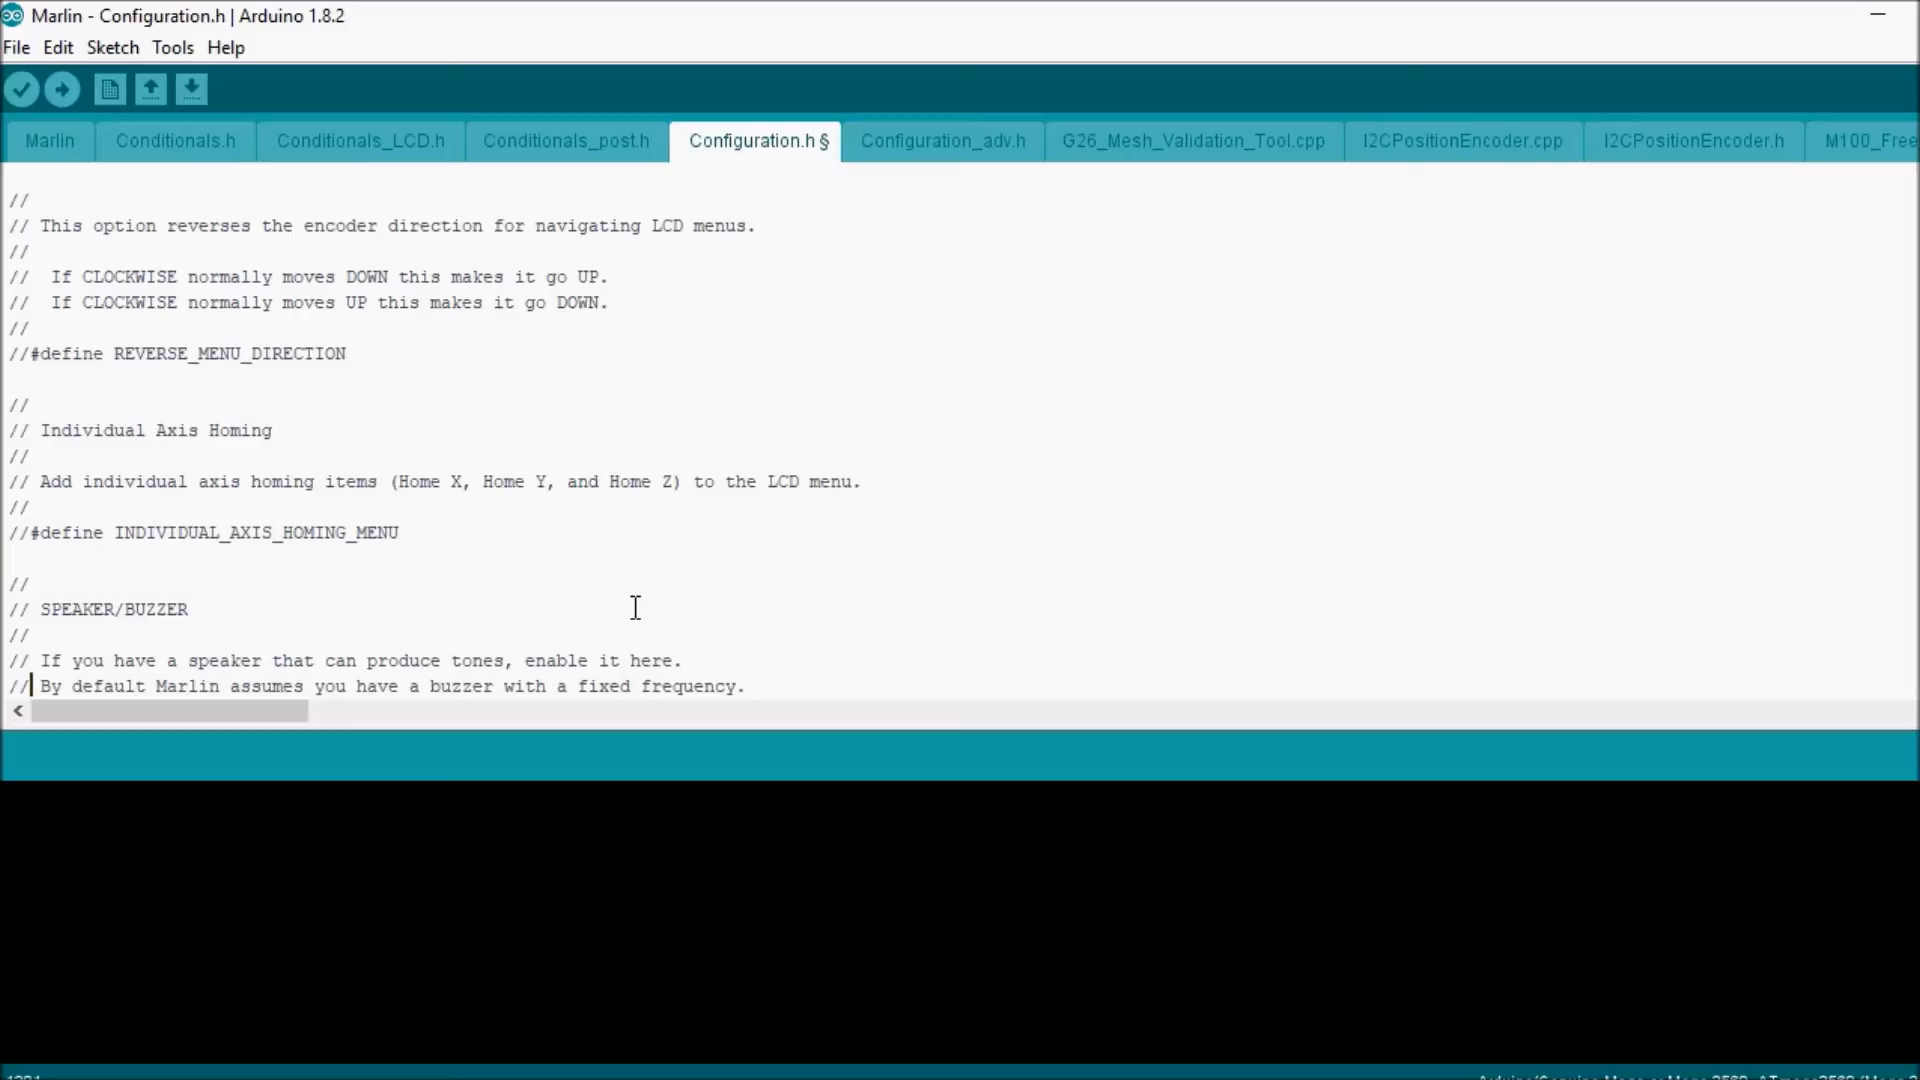 Marlin - Configuration.h | Arduino 1.8.2
File Edit Sketch Tools Help
Marlin Conditionals.h Conditionals_LCD.h Conditionals_post.h Configuration.h § Configuration_adv.h G26_Mesh_Validation_Tool.cpp I2CPositionEncoder.cpp I2CPositionEncoder.h M100_Free
//
// This option reverses the encoder direction for navigating LCD menus.
//
//  If CLOCKWISE normally moves DOWN this makes it go UP.
//  If CLOCKWISE normally moves UP this makes it go DOWN.
//
//#define REVERSE_MENU_DIRECTION
//
// Individual Axis Homing
//
// Add individual axis homing items (Home X, Home Y, and Home Z) to the LCD menu.
//
//#define INDIVIDUAL_AXIS_HOMING_MENU
//
// SPEAKER/BUZZER
//
// If you have a speaker that can produce tones, enable it here.
// By default Marlin assumes you have a buzzer with a fixed frequency.